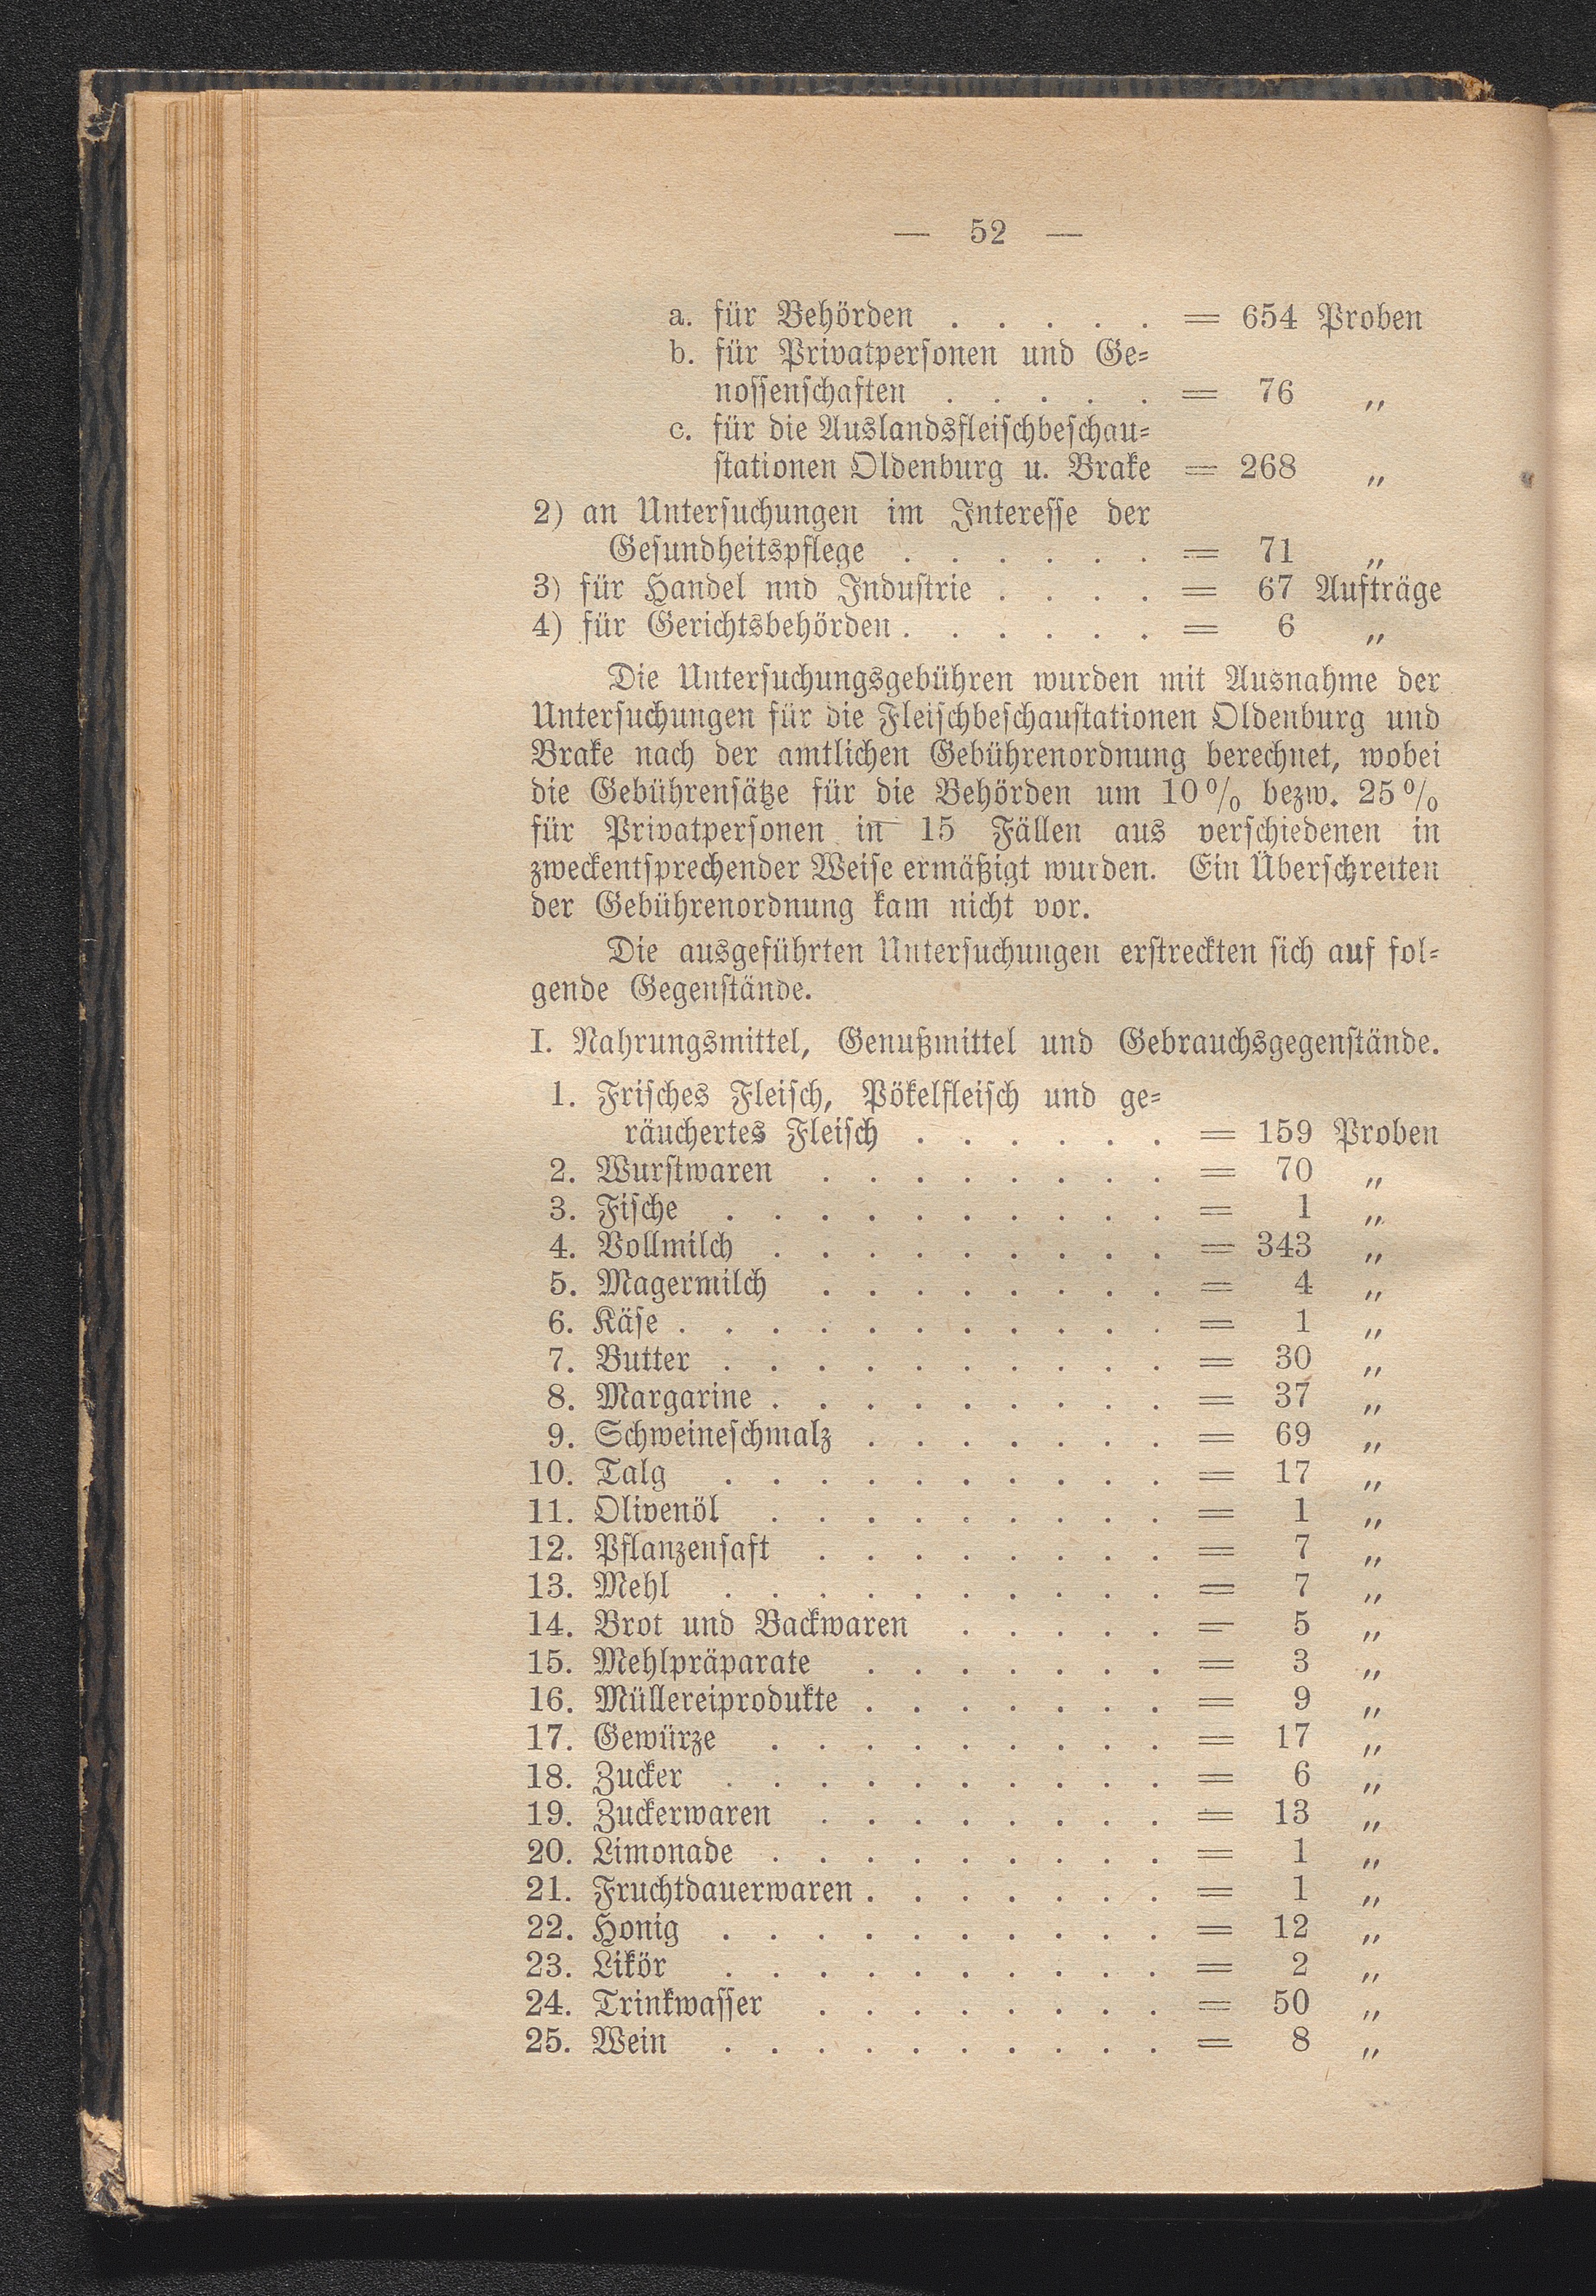 — 52 —
a. für Behörden . . . . . = 654 Proben
b. für Privatpersonen und Ge-
nossenschaften . . . . . = 76 „
c. für die Auslandsfleischbeschau-
stationen Oldenburg u. Brake = 268 „
2) an Untersuchungen im Interesse der
Gesundheitspflege . . . . . . = 71 „
3) für Handel nnd Industrie . . . . = 67 Aufträge
4) für Gerichtsbehörden . . . . . . = 6 „
Die Untersuchungsgebühren wurden mit Ausnahme der
Untersuchungen für die Fleischbeschaustationen Oldenburg und
Brake nach der amtlichen Gebührenordnung berechnet, wobei
die Gebührensätze für die Behörden um 10% bezw. 25%
für Privatpersonen in 15 Fällen aus verschiedenen in
zweckentsprechender Weise ermäßigt wurden. Ein Überschreiten
der Gebührenordnung kam nicht vor.
Die ausgeführten Untersuchungen erstreckten sich auf fol-
gende Gegenstände.
I. Nahrungsmittel, Genußmittel und Gebrauchsgegenstände.
1. Frisches Fleisch, Pökelfleisch und ge-
räuchertes Fleisch . . . . . . = 159 Proben
2. Wurstwaren . . . . . . . . = 70 „
3. Fische . . . . . . . . . . = 1 „
4. Vollmilch . . . . . . . . . = 343 „
5. Magermilch . . . . . . . . = 4 „
6. Käse . . . . . . . . . . . = 1 „
7. Butter . . . . . . . . . . = 30 „
8. Margarine . . . . . . . . . = 37 „
9. Schweineschmalz . . . . . . . = 69 „
10. Talg . . . . . . . . . . = 17 „
11. Olivenöl . . . . . . . . . = 1 „
12. Pflanzensaft . . . . . . . . = 7 „
13. Mehl . . . . . . . . . . = 7 „
14. Brot und Backwaren . . . . . = 5 „
15. Mehlpräparate . . . . . . . = 3 „
16. Müllereiprodukte . . . . . . . = 9 „
17. Gewürze . . . . . . . . . = 17 „
18. Zucker . . . . . . . . . . = 6 „
19. Zuckerwaren . . . . . . . . = 13 „
20. Limonade . . . . . . . . . = 1 „
21. Fruchtdauerwaren . . . . . . . = 1 „
22. Honig . . . . . . . . . . = 12 „
23. Likör . . . . . . . . . . = 2 „
24. Trinkwasser . . . . . . . . = 50 „
25. Wein . . . . . . . . . . = 8 „